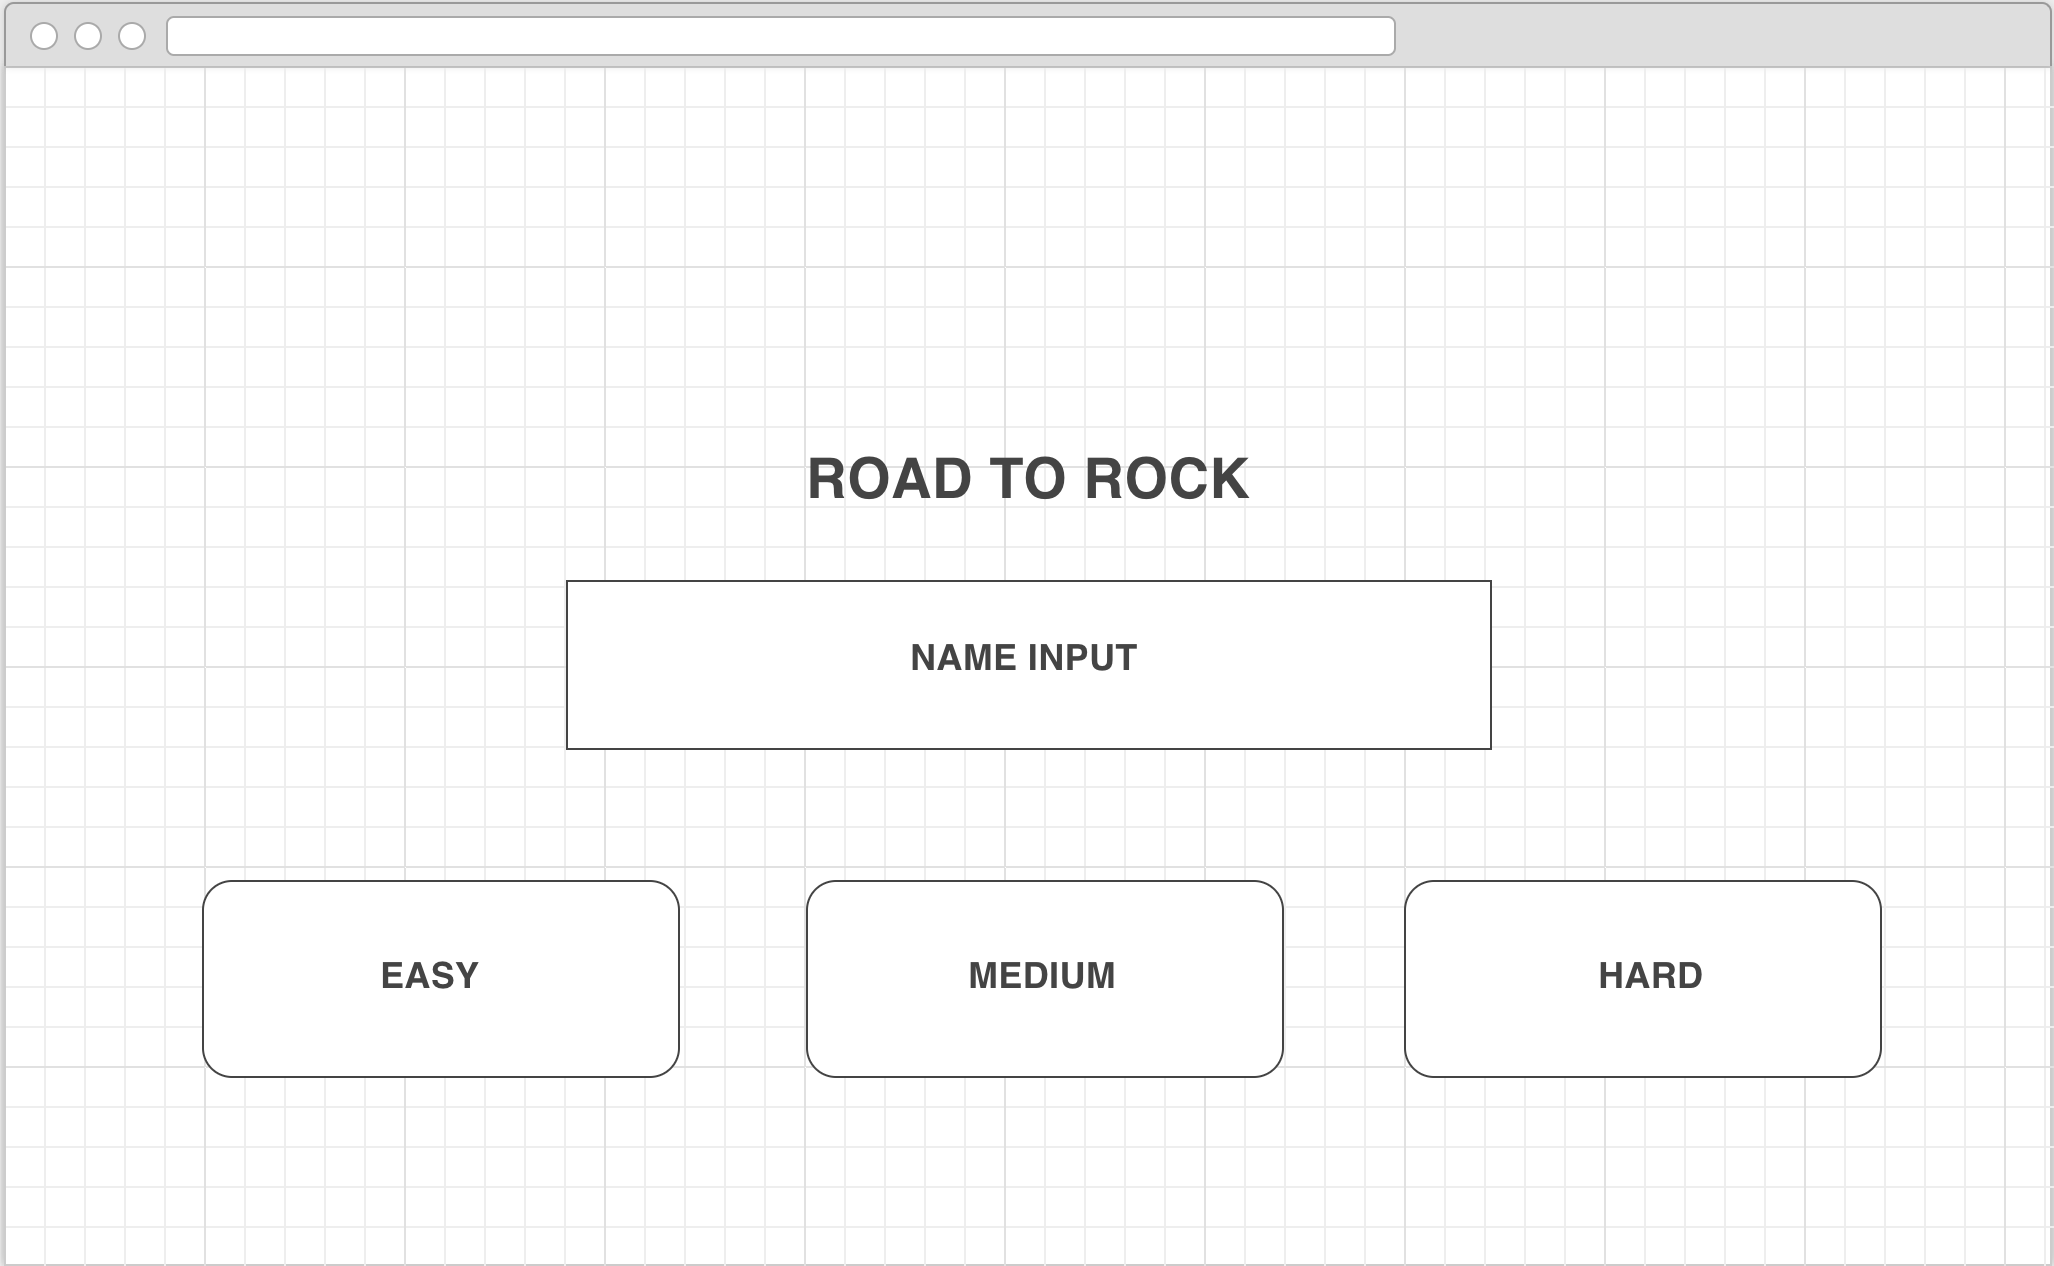 ROAD TO ROCK
NAME INPUT
EASY
MEDIUM
HARD